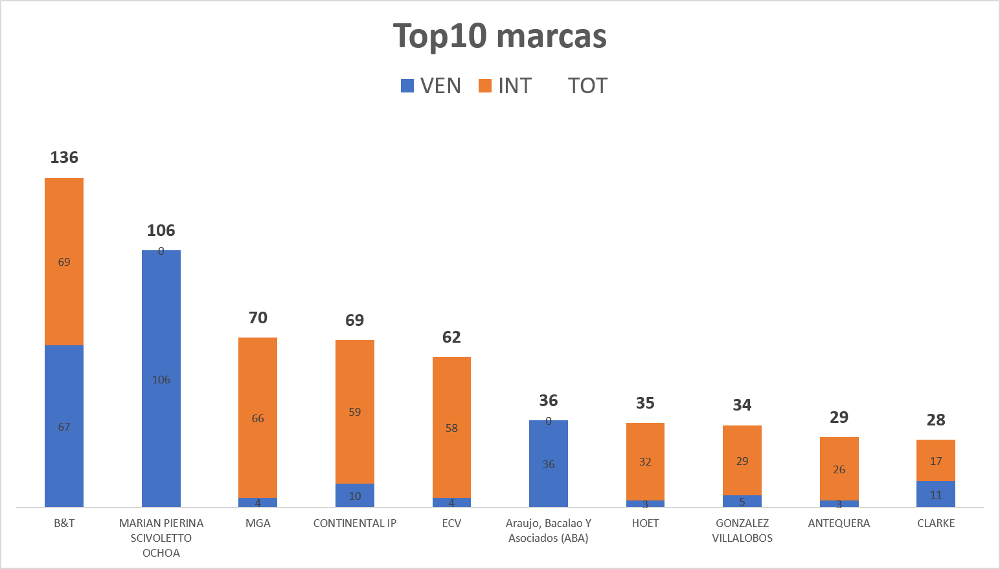 Top10 marcas
VEN INT TOT
136
106
0
70
69
62
36
0
35
34
29
28
69
67
106
66
4
59
10
58
4
36
32
3
29
5
26
3
17
11
B&T
MARIAN PIERINA
SCIVOLETTO
OCHOA
MGA
CONTINENTAL IP
ECV
Araujo, Bacalao Y
Asociados (ABA)
HOET
GONZALEZ
VILLALOBOS
ANTEQUERA
CLARKE